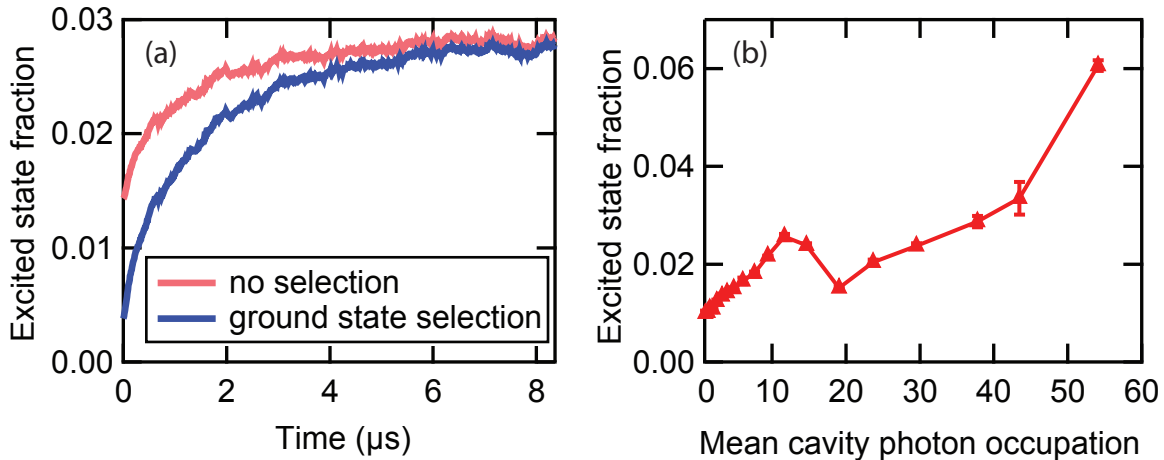 (a)
Excited state fraction
0.03
0.02
0.01
0.00
no selection
ground state selection
0 2 4 6 8
Time (µs)
(b)
Excited state fraction
0.06
0.04
0.02
0.00
0 10 20 30 40 50 60
Mean cavity photon occupation